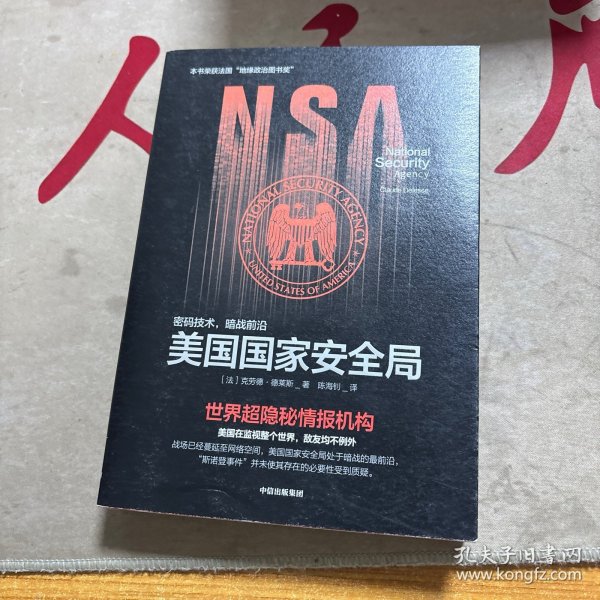 本书荣获法国“地缘政治图书奖”
NSA
National
Security
Agency
Claude Delesse
NATIONAL SECURITY AGENCY
UNITED STATES OF AMERICA
密码技术，暗战前沿
美国国家安全局
［法］克劳德·德莱斯_著 陈海钊_译
世界超隐秘情报机构
美国在监视整个世界，敌友均不例外
战场已经蔓延至网络空间，美国国家安全局处于暗战的最前沿，
“斯诺登事件”并未使其存在的必要性受到质疑。
中信出版集团
孔夫子旧书网
www.kongfz.com